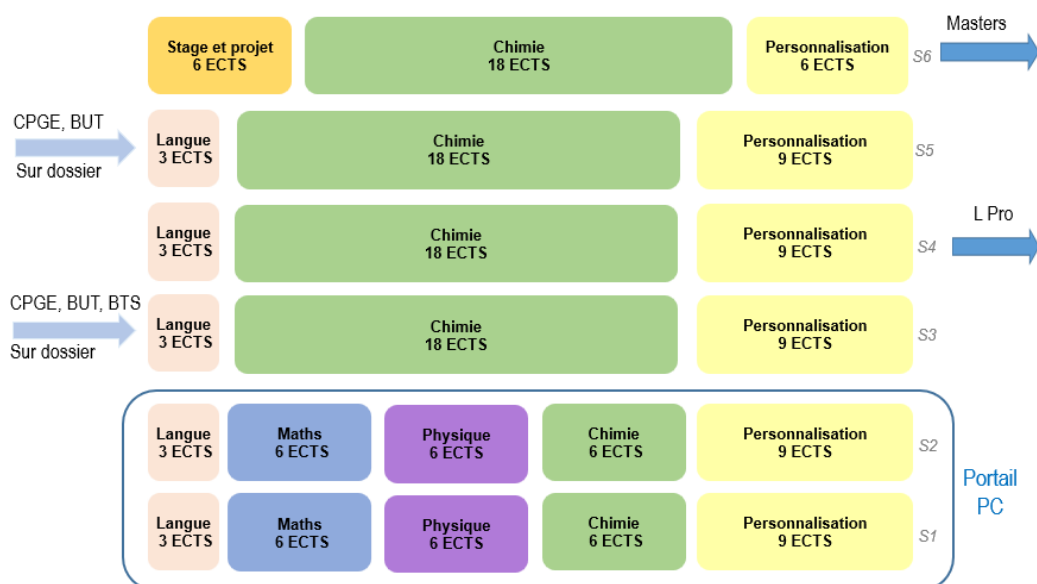 Masters
Stage et projet
6 ECTS
Chimie
18 ECTS
Personnalisation
6 ECTS
S6
CPGE, BUT
Sur dossier
Langue
3 ECTS
Chimie
18 ECTS
Personnalisation
9 ECTS
S5
Langue
3 ECTS
Chimie
18 ECTS
Personnalisation
9 ECTS
S4
L Pro
CPGE, BUT, BTS
Sur dossier
Langue
3 ECTS
Chimie
18 ECTS
Personnalisation
9 ECTS
S3
Langue
3 ECTS
Maths
6 ECTS
Physique
6 ECTS
Chimie
6 ECTS
Personnalisation
9 ECTS
S2
Portail
PC
Langue
3 ECTS
Maths
6 ECTS
Physique
6 ECTS
Chimie
6 ECTS
Personnalisation
9 ECTS
S1